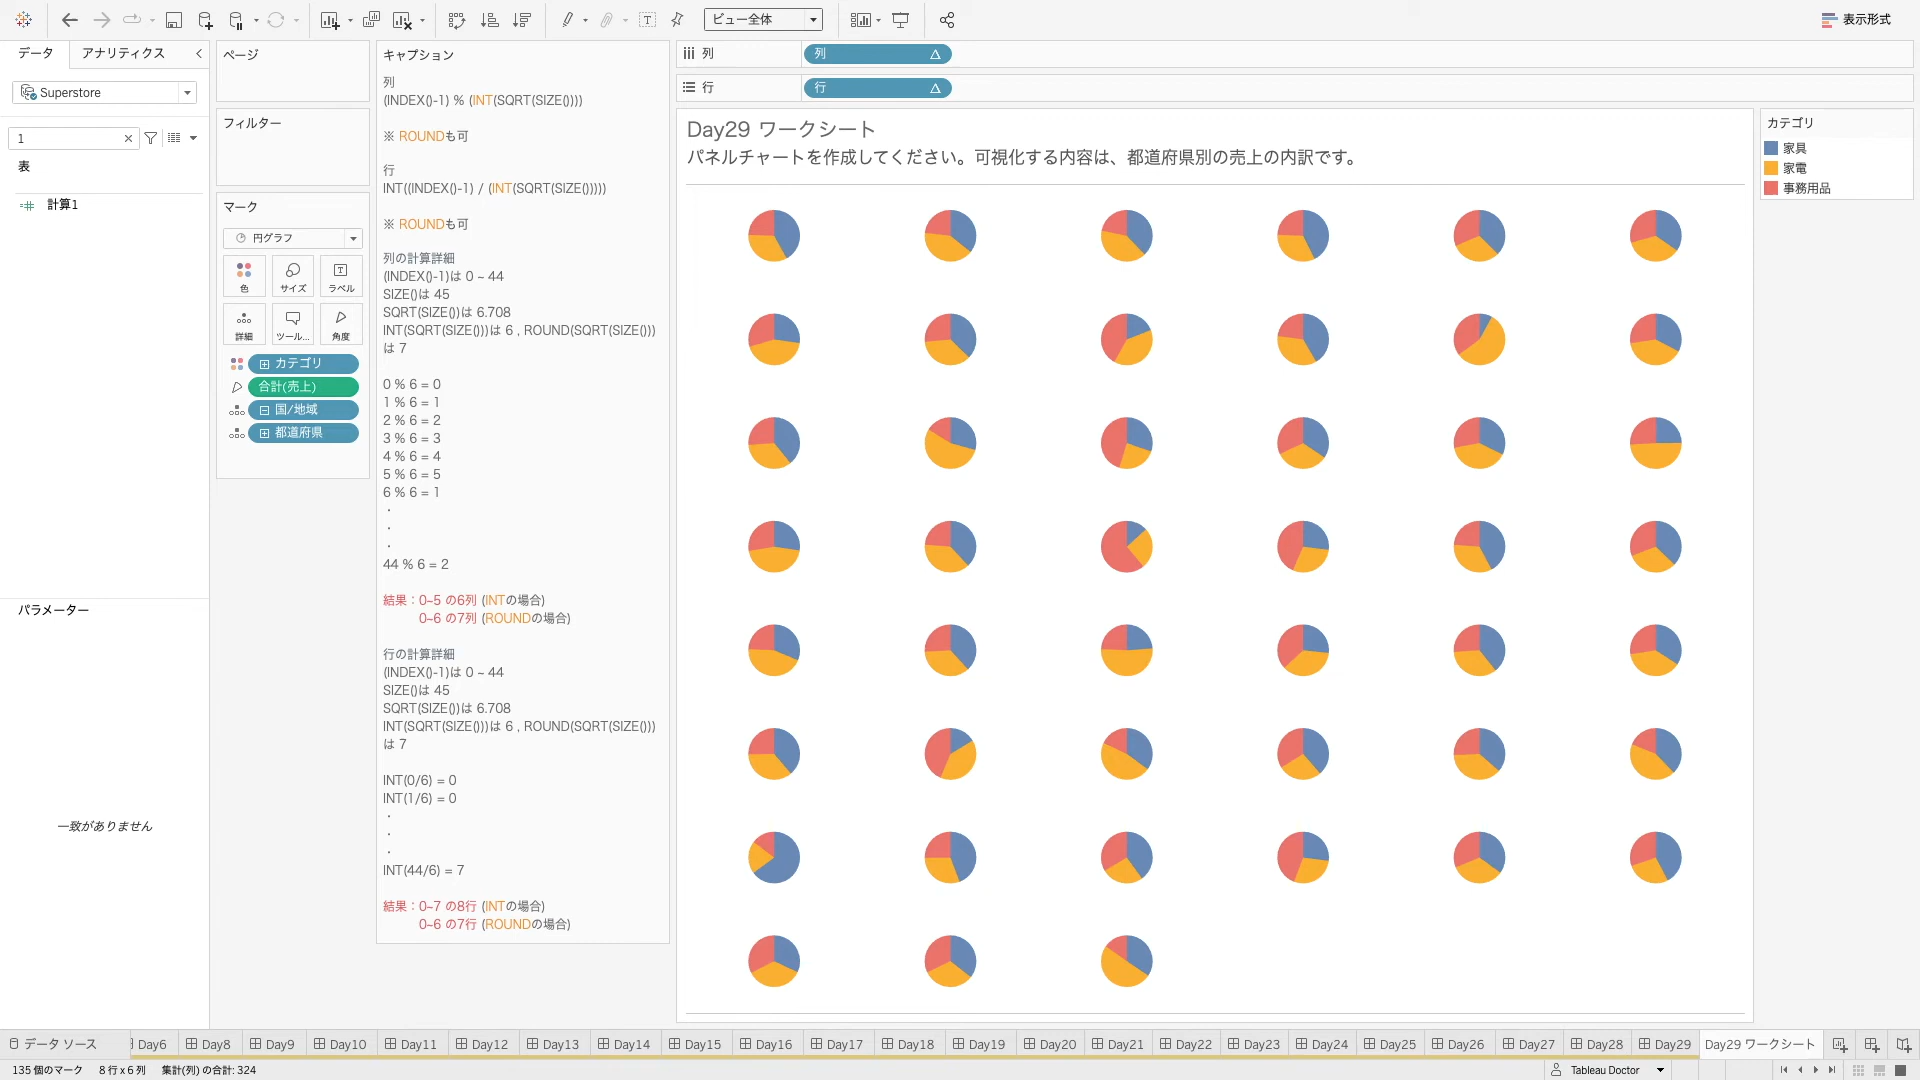 ビュー全体
表示形式
データ
アナリティクス
Superstore
1
表
計算1
パラメーター
一致がありません
ページ
フィルター
マーク
円グラフ
色
サイズ
ラベル
詳細
ツール...
角度
カテゴリ
合計(売上)
国/地域
都道府県
キャプション
列
(INDEX()-1) % (INT(SQRT(SIZE())))
※ ROUNDも可
行
INT((INDEX()-1) / (INT(SQRT(SIZE()))))
※ ROUNDも可
列の計算詳細
(INDEX()-1)は 0 ~ 44
SIZE()は 45
SQRT(SIZE())は 6.708
INT(SQRT(SIZE()))は 6 , ROUND(SQRT(SIZE()))
は 7
0 % 6 = 0
1 % 6 = 1
2 % 6 = 2
3 % 6 = 3
4 % 6 = 4
5 % 6 = 5
6 % 6 = 1
・
・
・
44 % 6 = 2
結果：0~5 の6列 (INTの場合)
0~6 の7列 (ROUNDの場合)
行の計算詳細
(INDEX()-1)は 0 ~ 44
SIZE()は 45
SQRT(SIZE())は 6.708
INT(SQRT(SIZE()))は 6 , ROUND(SQRT(SIZE()))
は 7
INT(0/6) = 0
INT(1/6) = 0
・
・
・
INT(44/6) = 7
結果：0~7 の8行 (INTの場合)
0~6 の7行 (ROUNDの場合)
列
列
行
行
Day29 ワークシート
パネルチャートを作成してください。可視化する内容は、都道府県別の売上の内訳です。
カテゴリ
家具
家電
事務用品
データ ソース
Day6
Day8
Day9
Day10
Day11
Day12
Day13
Day14
Day15
Day16
Day17
Day18
Day19
Day20
Day21
Day22
Day23
Day24
Day25
Day26
Day27
Day28
Day29
Day29 ワークシート
135 個のマーク
8 行 x 6 列
集計(列) の合計: 324
Tableau Doctor